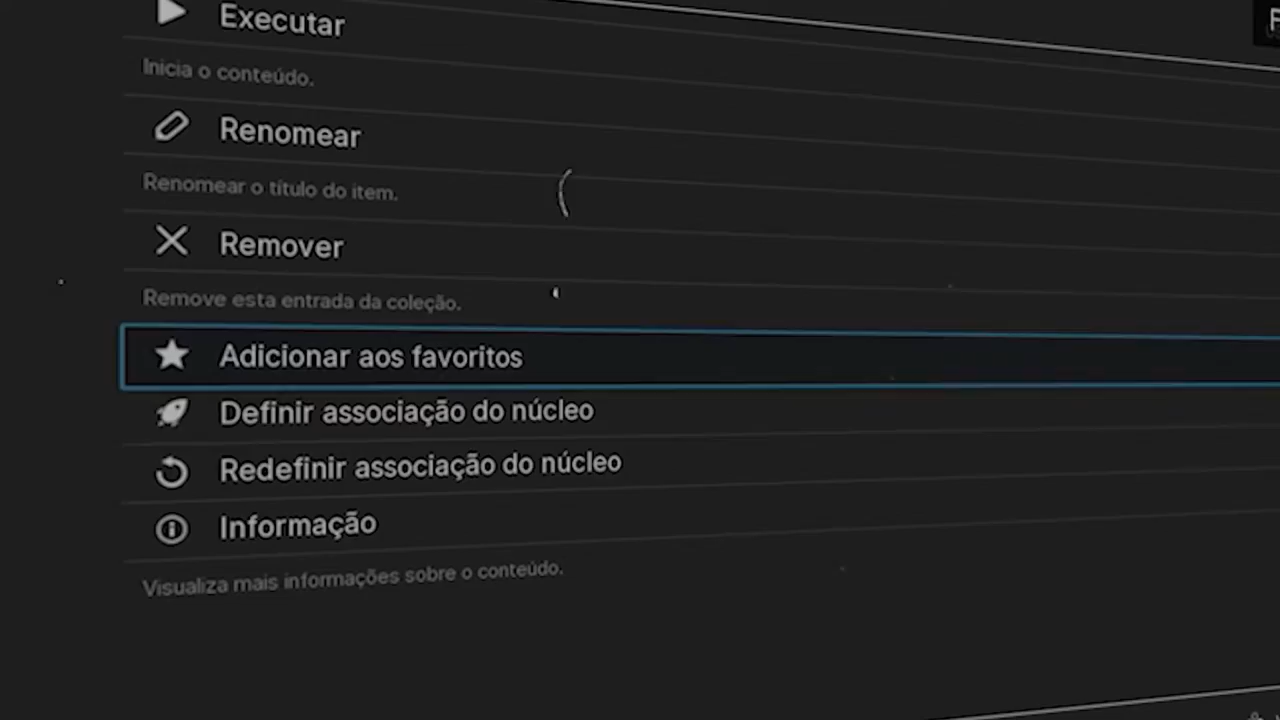 Executar
Inicia o conteúdo.
Renomear
Renomear o título do item.
Remover
Remove esta entrada da coleção.
Adicionar aos favoritos
Definir associação do núcleo
Redefinir associação do núcleo
Informação
Visualiza mais informações sobre o conteúdo.